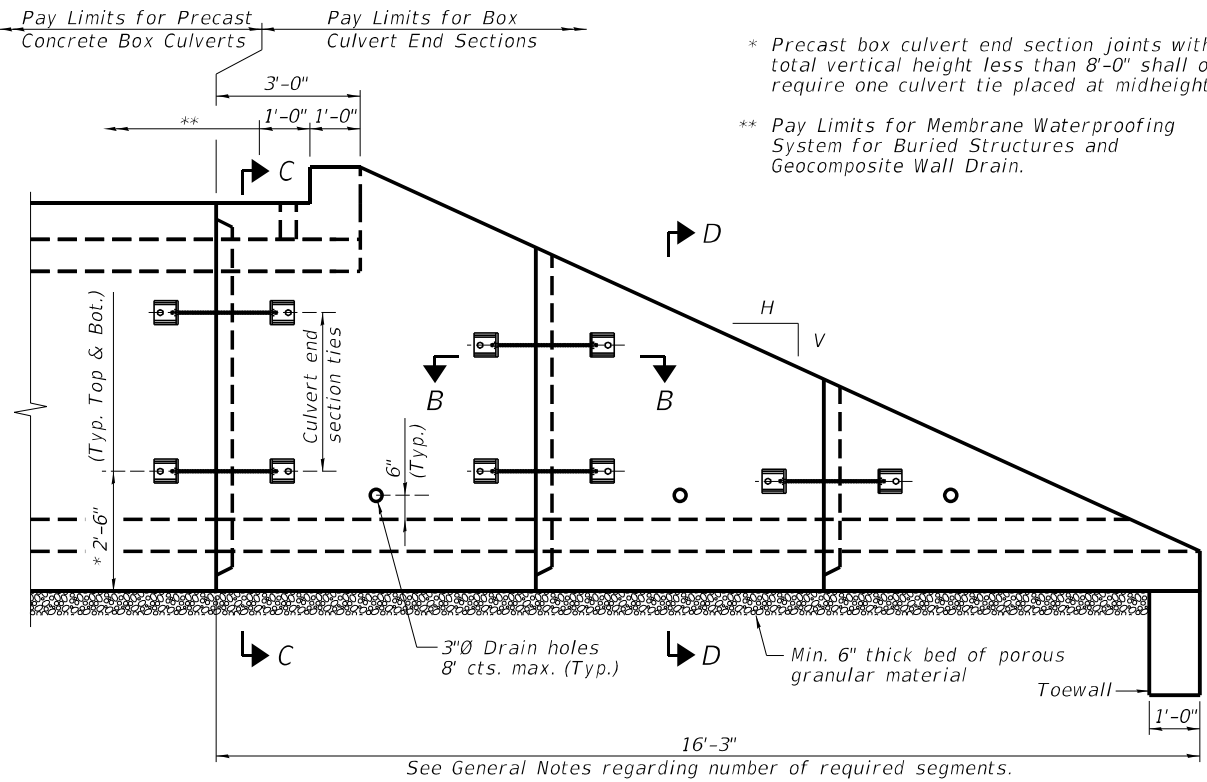 Pay Limits for Precast
Concrete Box Culverts
Pay Limits for Box
Culvert End Sections
* Precast box culvert end section joints with
total vertical height less than 8'-0" shall o
require one culvert tie placed at midheight
** Pay Limits for Membrane Waterproofing
System for Buried Structures and
Geocomposite Wall Drain.
3'-0"
**
1'-0"
1'-0"
C
D
H
V
(Typ. Top & Bot.)
* 2'-6"
Culvert end
section ties
B
B
6"
(Typ.)
C
3"Ø Drain holes
8' cts. max. (Typ.)
D
Min. 6" thick bed of porous
granular material
Toewall
1'-0"
16'-3"
See General Notes regarding number of required segments.